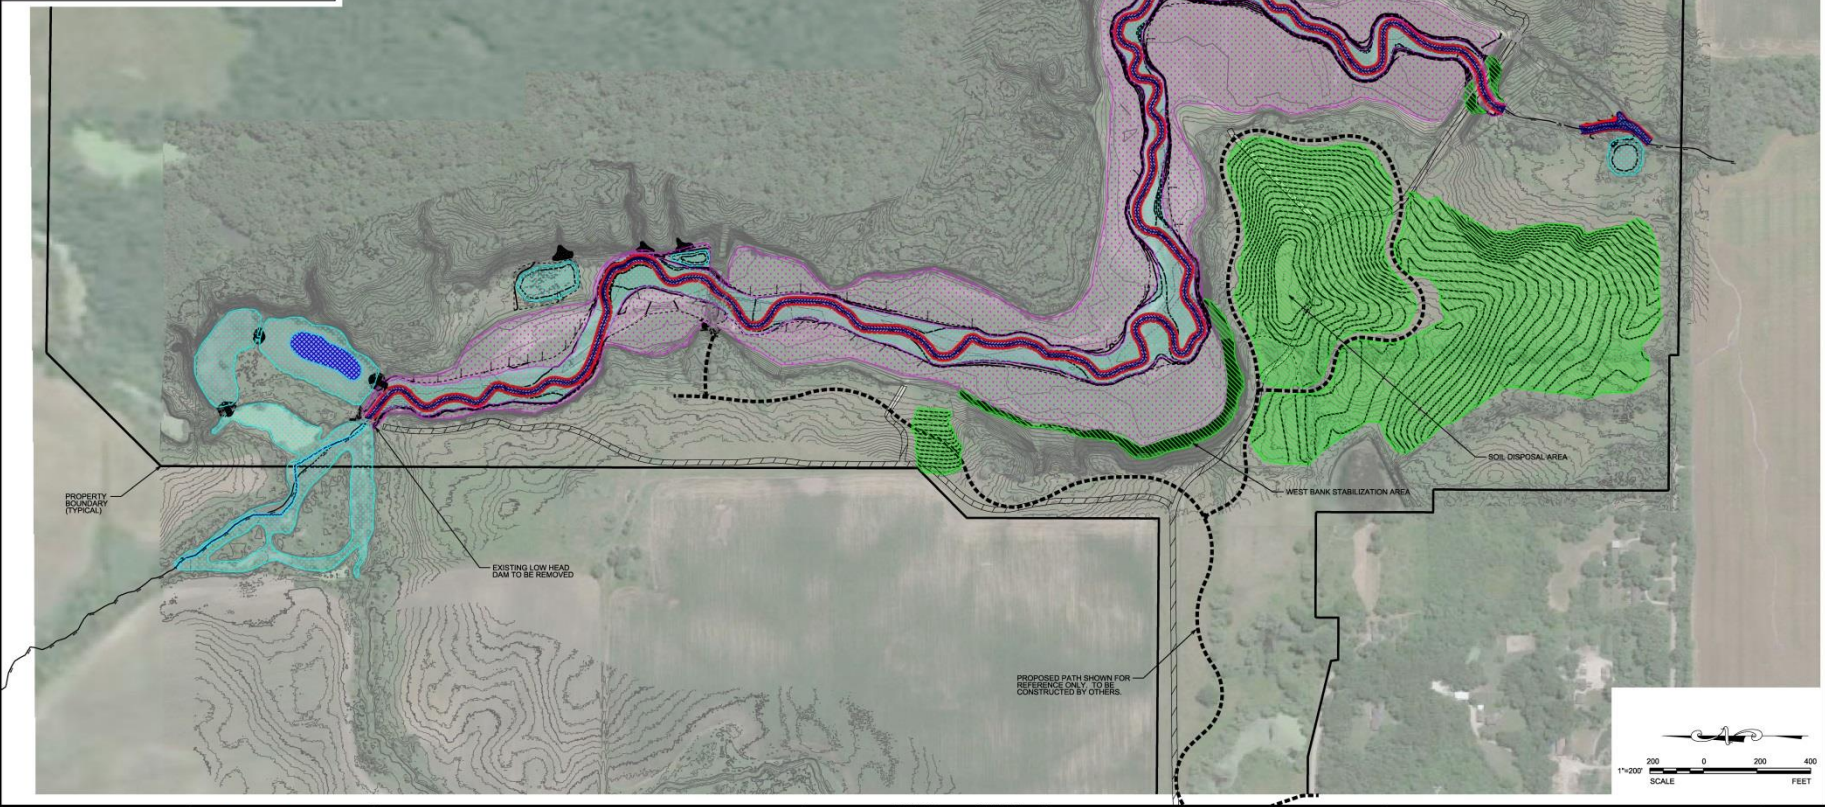 PROPERTY
BOUNDARY
(TYPICAL)
EXISTING LOW HEAD
DAM TO BE REMOVED
SOIL DISPOSAL AREA
WEST BANK STABILIZATION AREA
PROPOSED PATH SHOWN FOR
REFERENCE ONLY. TO BE
CONSTRUCTED BY OTHERS.
200 0 200 400
1"=200'
SCALE FEET